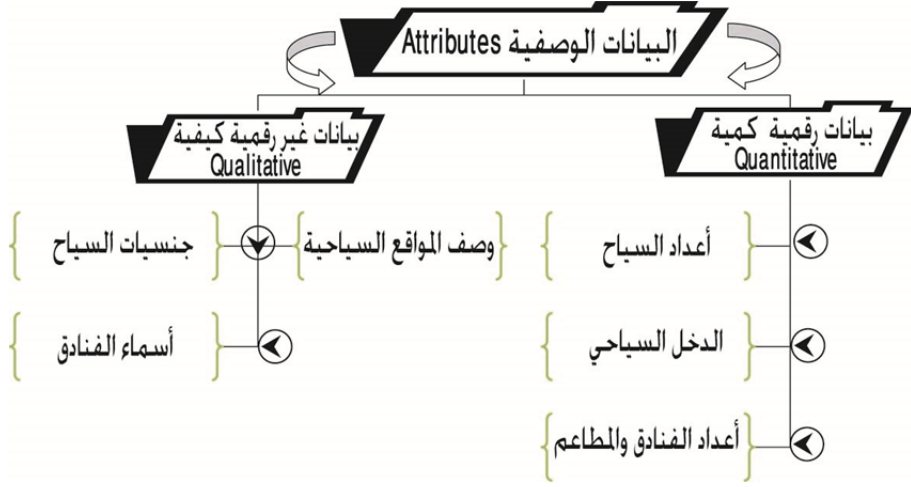 البيانات الوصفية Attributes
بيانات رقمية كمية
Quantitative
أعداد السياح
الدخل السياحي
أعداد الفنادق والمطاعم
بيانات غير رقمية كيفية
Qualitative
وصف المواقع السياحية
جنسيات السياح
أسماء الفنادق